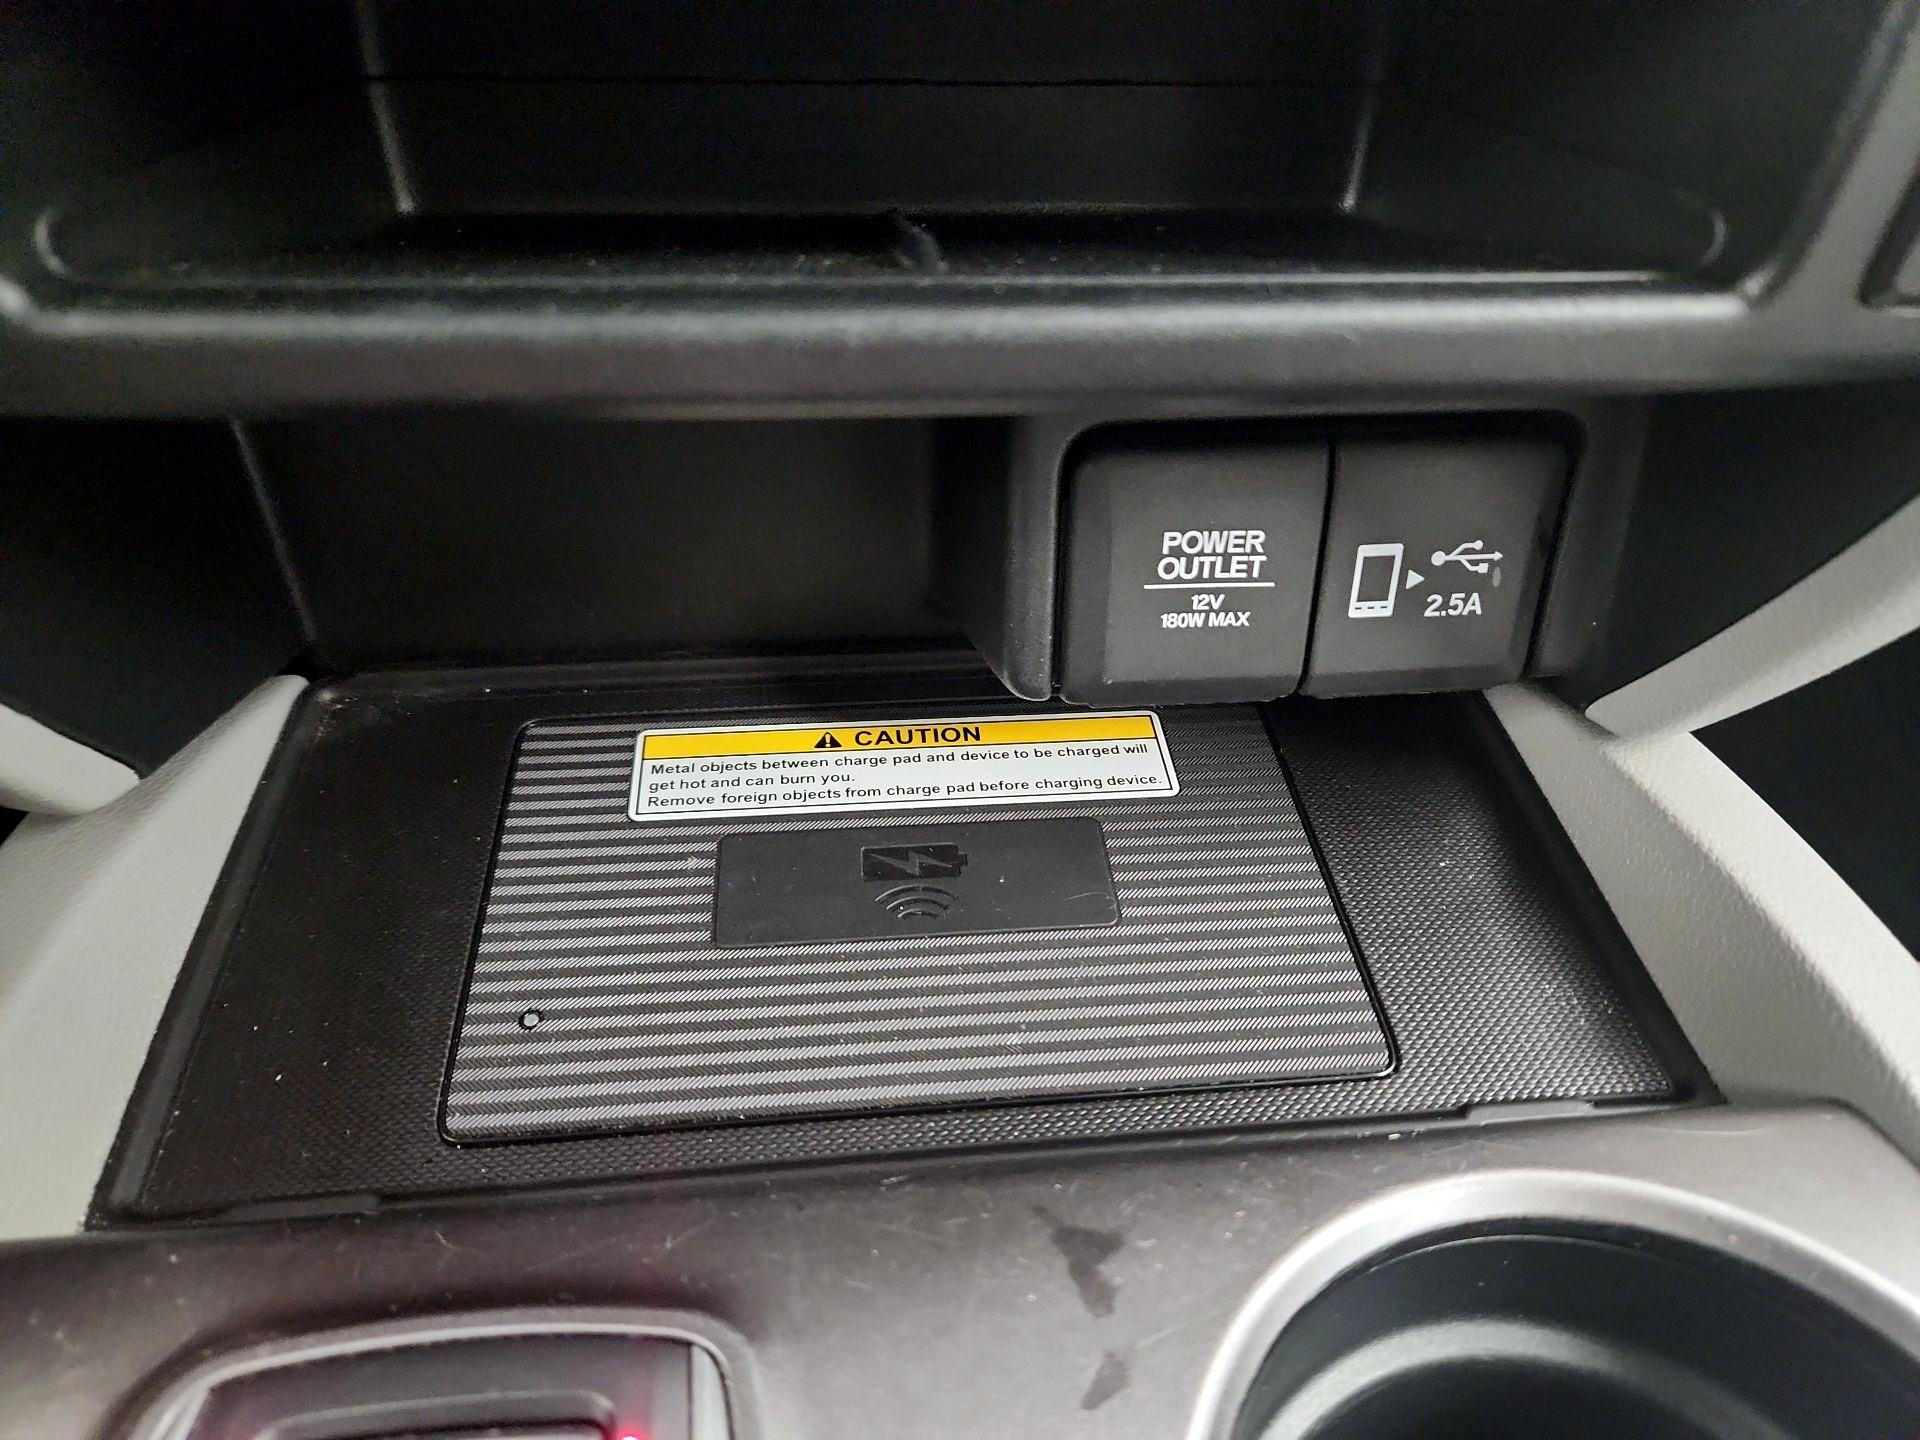 POWER
OUTLET
12V
180W MAX
2.5A
CAUTION
Metal objects between charge pad and device to be charged will
get hot and can burn you.
Remove foreign objects from charge pad before charging device.